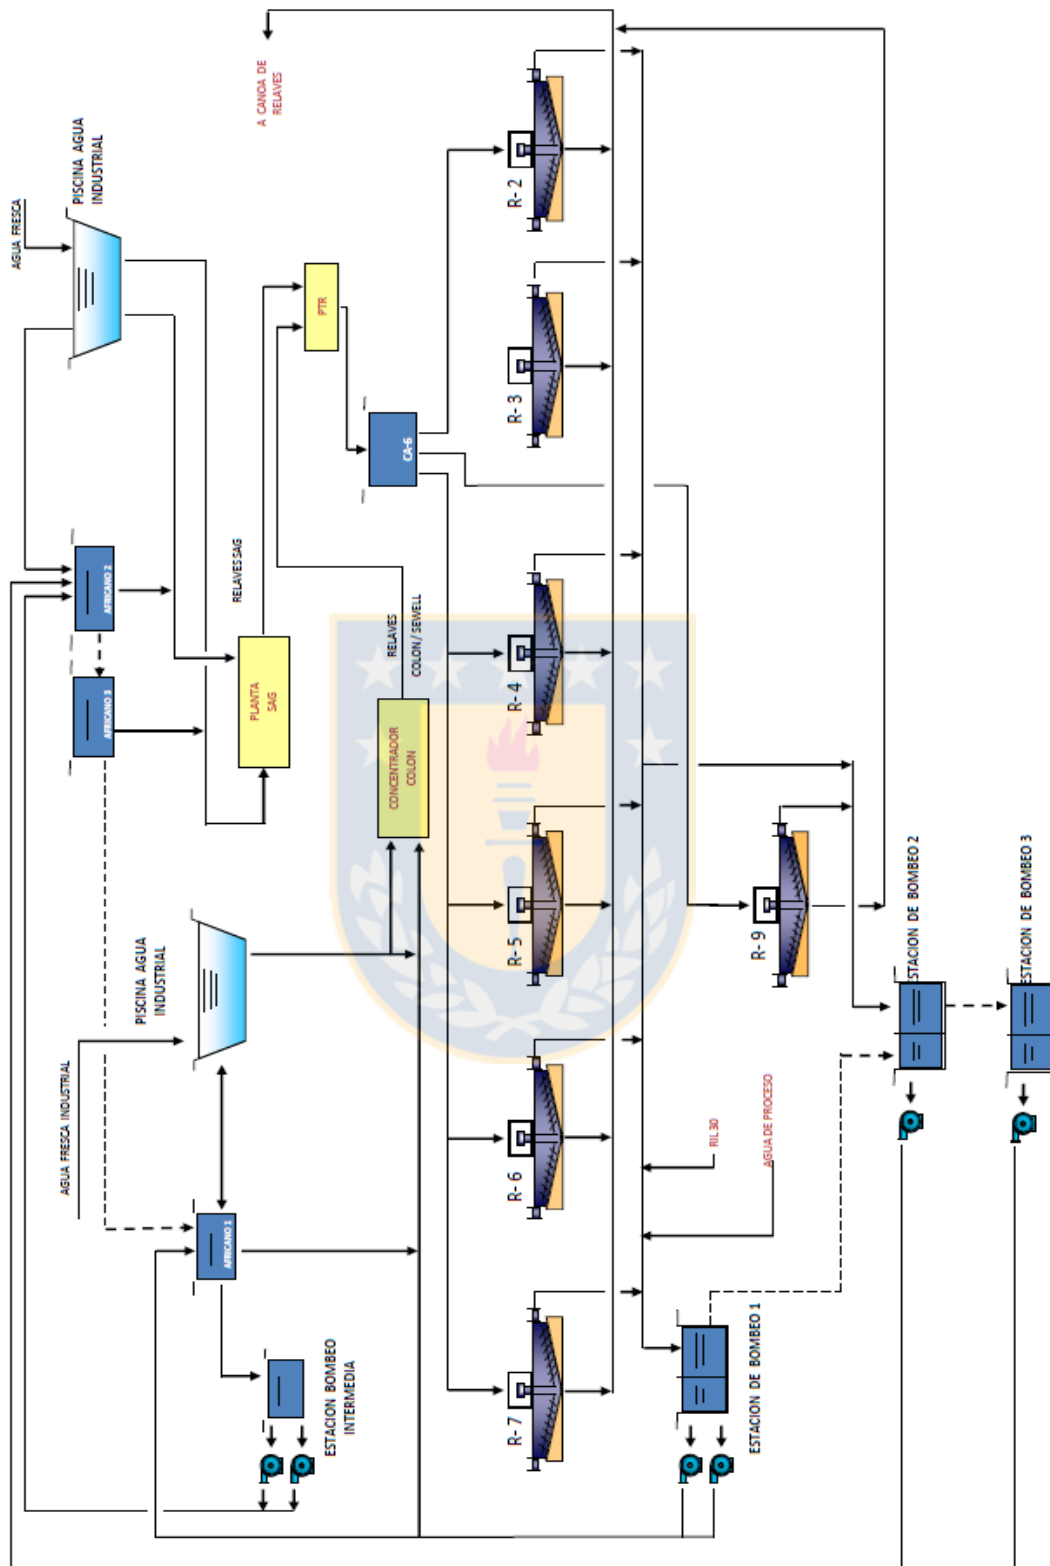 A CANOA DE
RELAVES
PISCINA AGUA
INDUSTRIAL
AGUA FRESCA
R- 2
PTR
R- 3
CA-6
AFRICANO 2
RELAVES SAG
R- 4
RELAVES
COLON / SEWELL
AFRICANO 3
PLANTA
SAG
CONCENTRADOR
COLON
R- 5
R- 9
ESTACION DE BOMBEO 2
ESTACION DE BOMBEO 3
PISCINA AGUA
INDUSTRIAL
AGUA FRESCA INDUSTRIAL
R- 6
RIL 30
AGUA DE PROCESO
AFRICANO 1
ESTACION BOMBEO
INTERMEDIA
R- 7
ESTACION DE BOMBEO 1